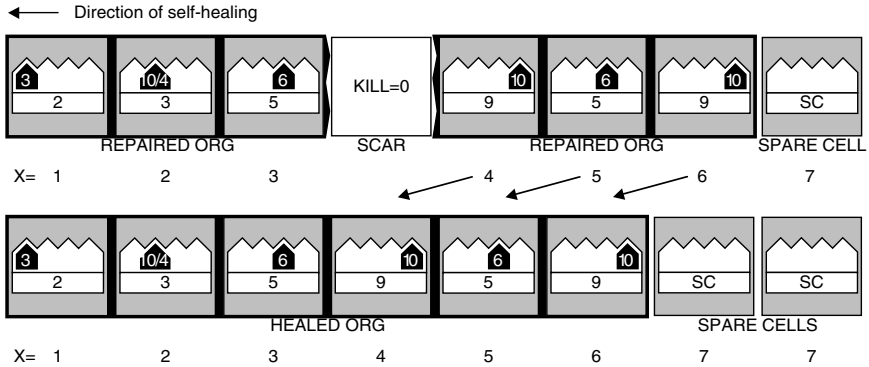 Direction of self-healing
3 10/4 6 KILL=0 10 6 10
2 3 5 9 5 9 SC
REPAIRED ORG SCAR REPAIRED ORG SPARE CELL
X= 1 2 3 4 5 6 7
3 10/4 6 10 6 10
2 3 5 9 5 9 SC SC
HEALED ORG SPARE CELLS
X= 1 2 3 4 5 6 7 7